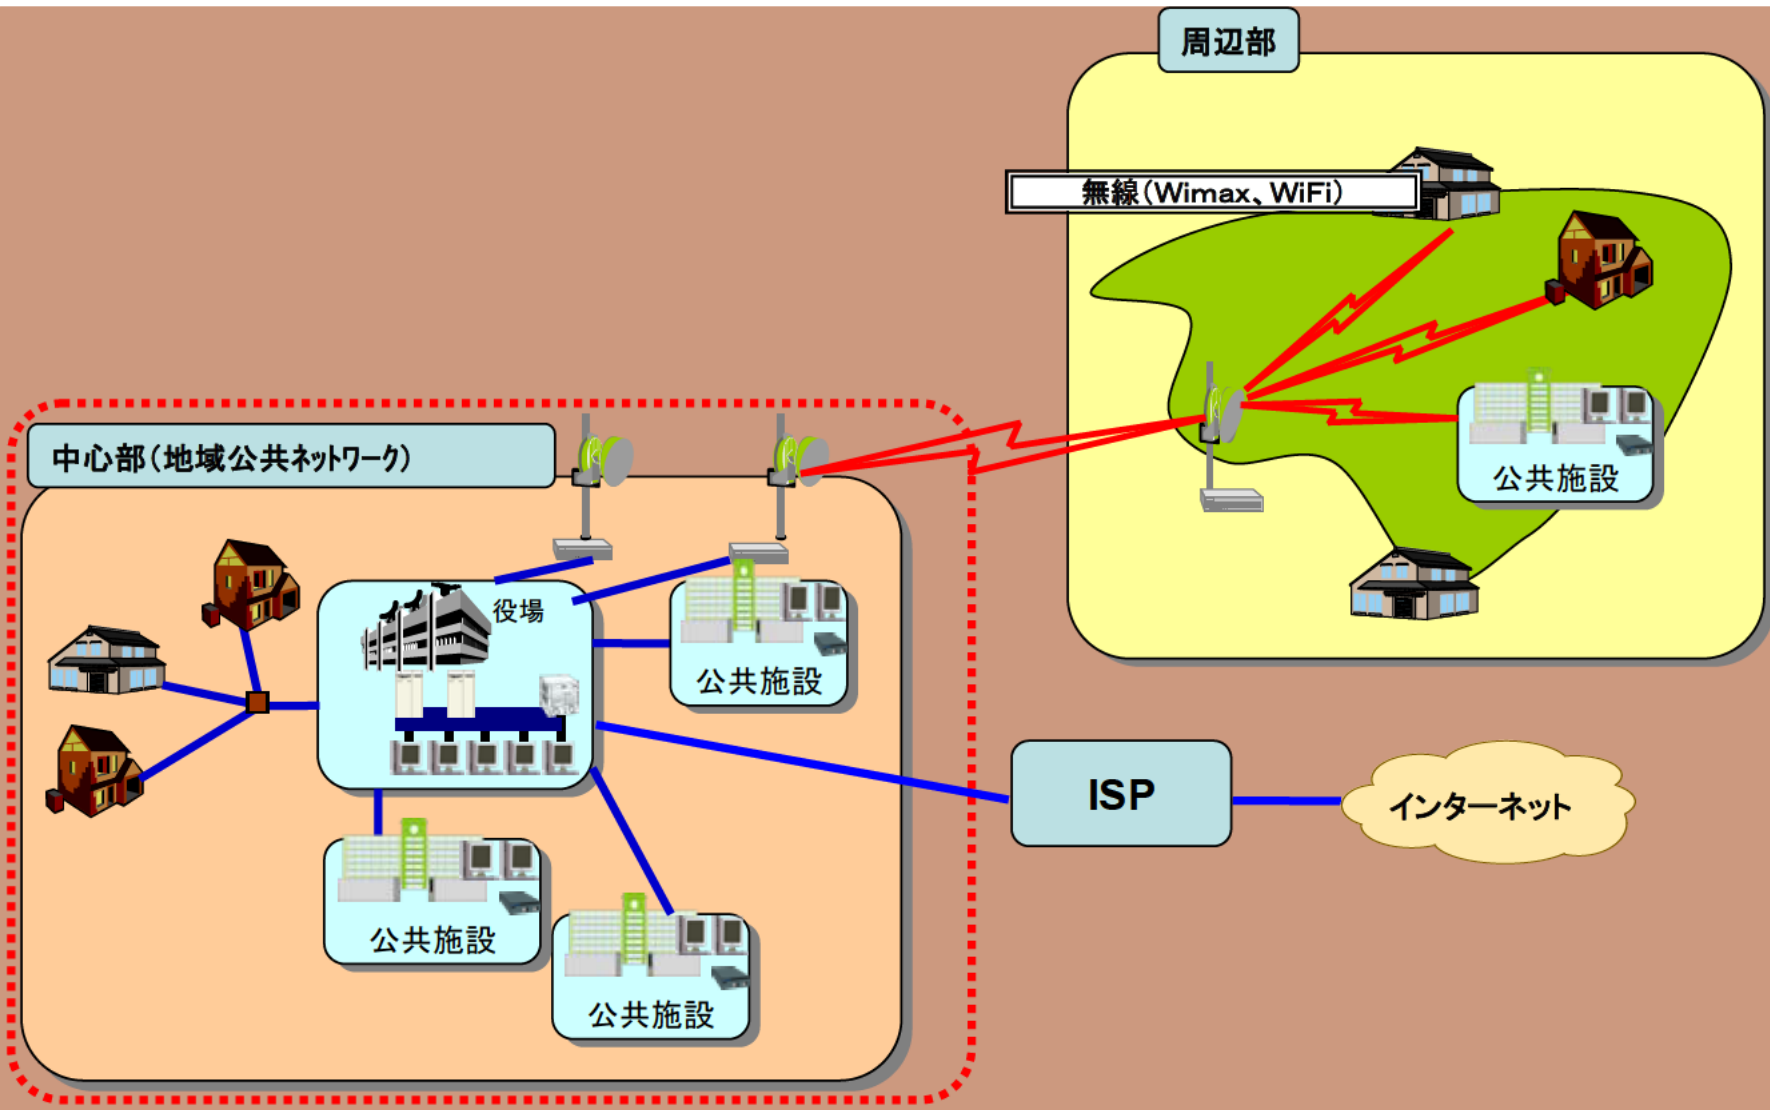 周辺部
無線(Wimax、WiFi)
中心部(地域公共ネットワーク)
公共施設
役場
公共施設
ISP
インターネット
公共施設
公共施設